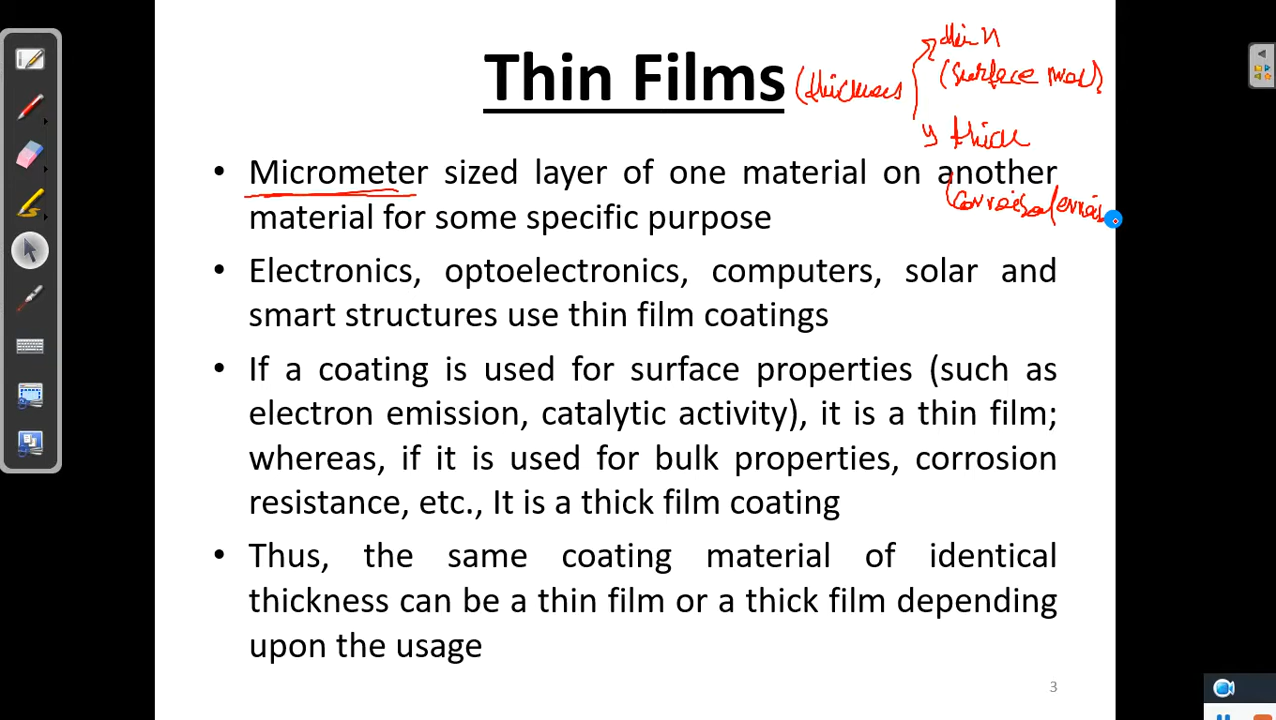 Thin Films (thickness
thin
(surface mod)
thick
• Micrometer sized layer of one material on another
material for some specific purpose
• Electronics, optoelectronics, computers, solar and
smart structures use thin film coatings
• If a coating is used for surface properties (such as
electron emission, catalytic activity), it is a thin film;
whereas, if it is used for bulk properties, corrosion
resistance, etc., It is a thick film coating
• Thus, the same coating material of identical
thickness can be a thin film or a thick film depending
upon the usage
3